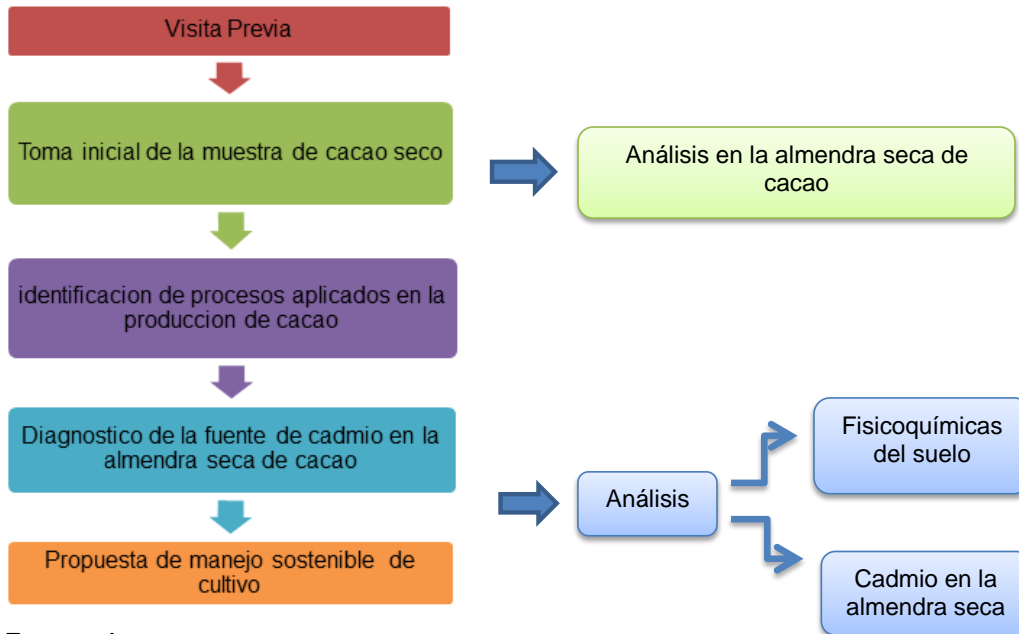 Visita Previa
Toma inicial de la muestra de cacao seco
Análisis en la almendra seca de
cacao
identificacion de procesos aplicados en la
produccion de cacao
Diagnostico de la fuente de cadmio en la
almendra seca de cacao
Análisis
Fisicoquímicas
del suelo
Cadmio en la
almendra seca
Propuesta de manejo sostenible de
cultivo